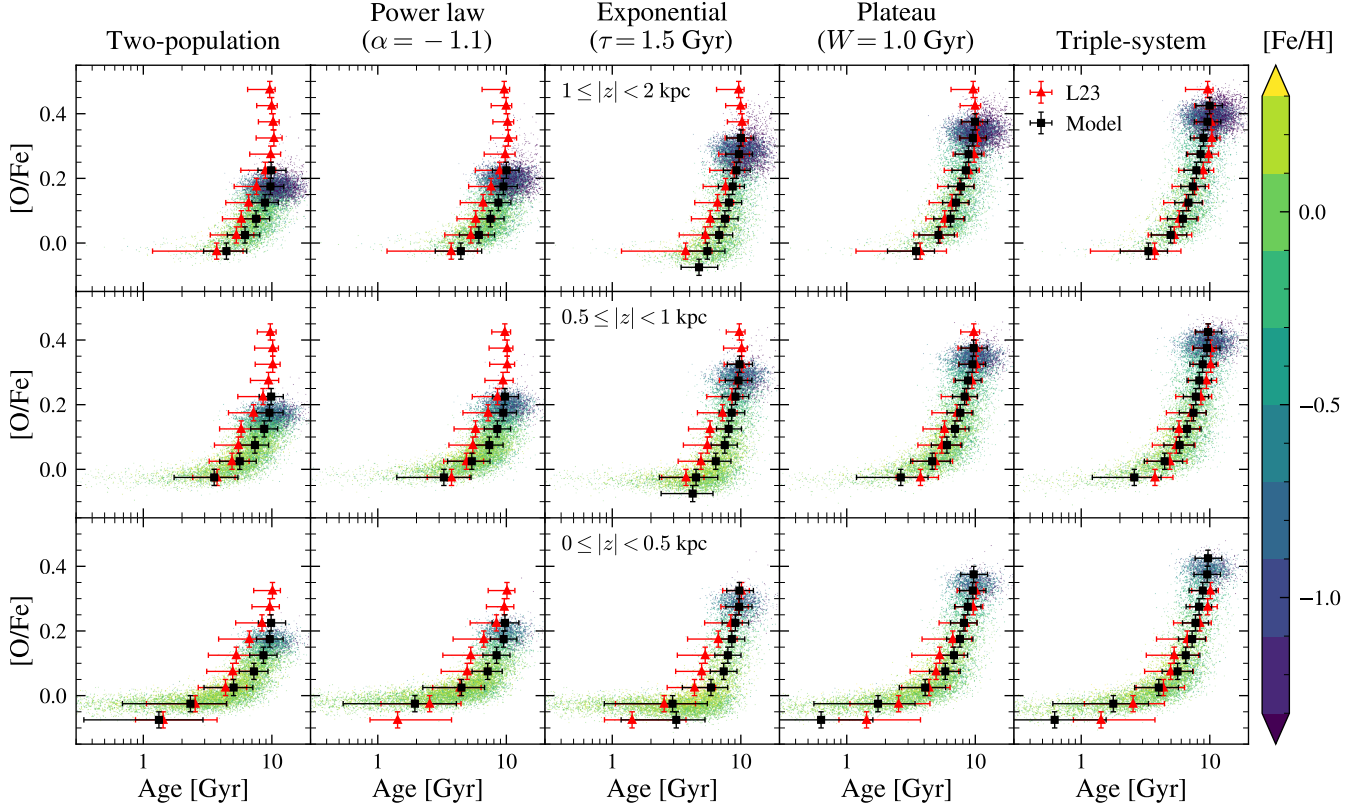 Two-population
Power law
(α = −1.1)
Exponential
(τ = 1.5 Gyr)
Plateau
(W = 1.0 Gyr)
Triple-system
[Fe/H]
1 ≤ |z| < 2 kpc
L23
Model
0.4
0.2
0.0
[O/Fe]
0.0
0.5 ≤ |z| < 1 kpc
0.4
0.2
0.0
[O/Fe]
−0.5
0 ≤ |z| < 0.5 kpc
0.4
0.2
0.0
[O/Fe]
−1.0
1 10 1 10 1 10 1 10 1 10
Age [Gyr] Age [Gyr] Age [Gyr] Age [Gyr] Age [Gyr]